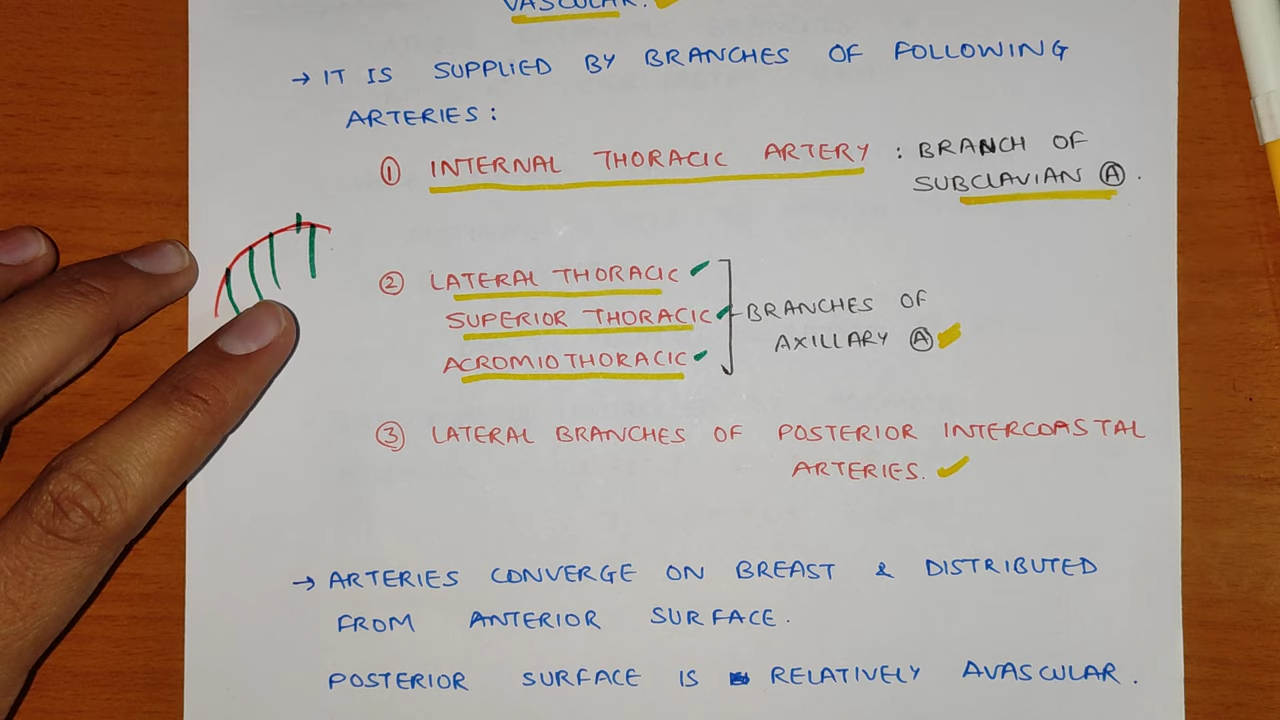 VASCULAR.
→ IT IS SUPPLIED BY BRANCHES OF FOLLOWING
ARTERIES:
① INTERNAL THORACIC ARTERY : BRANCH OF
SUBCLAVIAN Ⓐ.
② LATERAL THORACIC
SUPERIOR THORACIC
ACROMIOTHORACIC
BRANCHES OF
AXILLARY Ⓐ
③ LATERAL BRANCHES OF POSTERIOR INTERCOASTAL
ARTERIES.
→ ARTERIES CONVERGE ON BREAST & DISTRIBUTED
FROM ANTERIOR SURFACE.
POSTERIOR SURFACE IS RELATIVELY AVASCULAR.